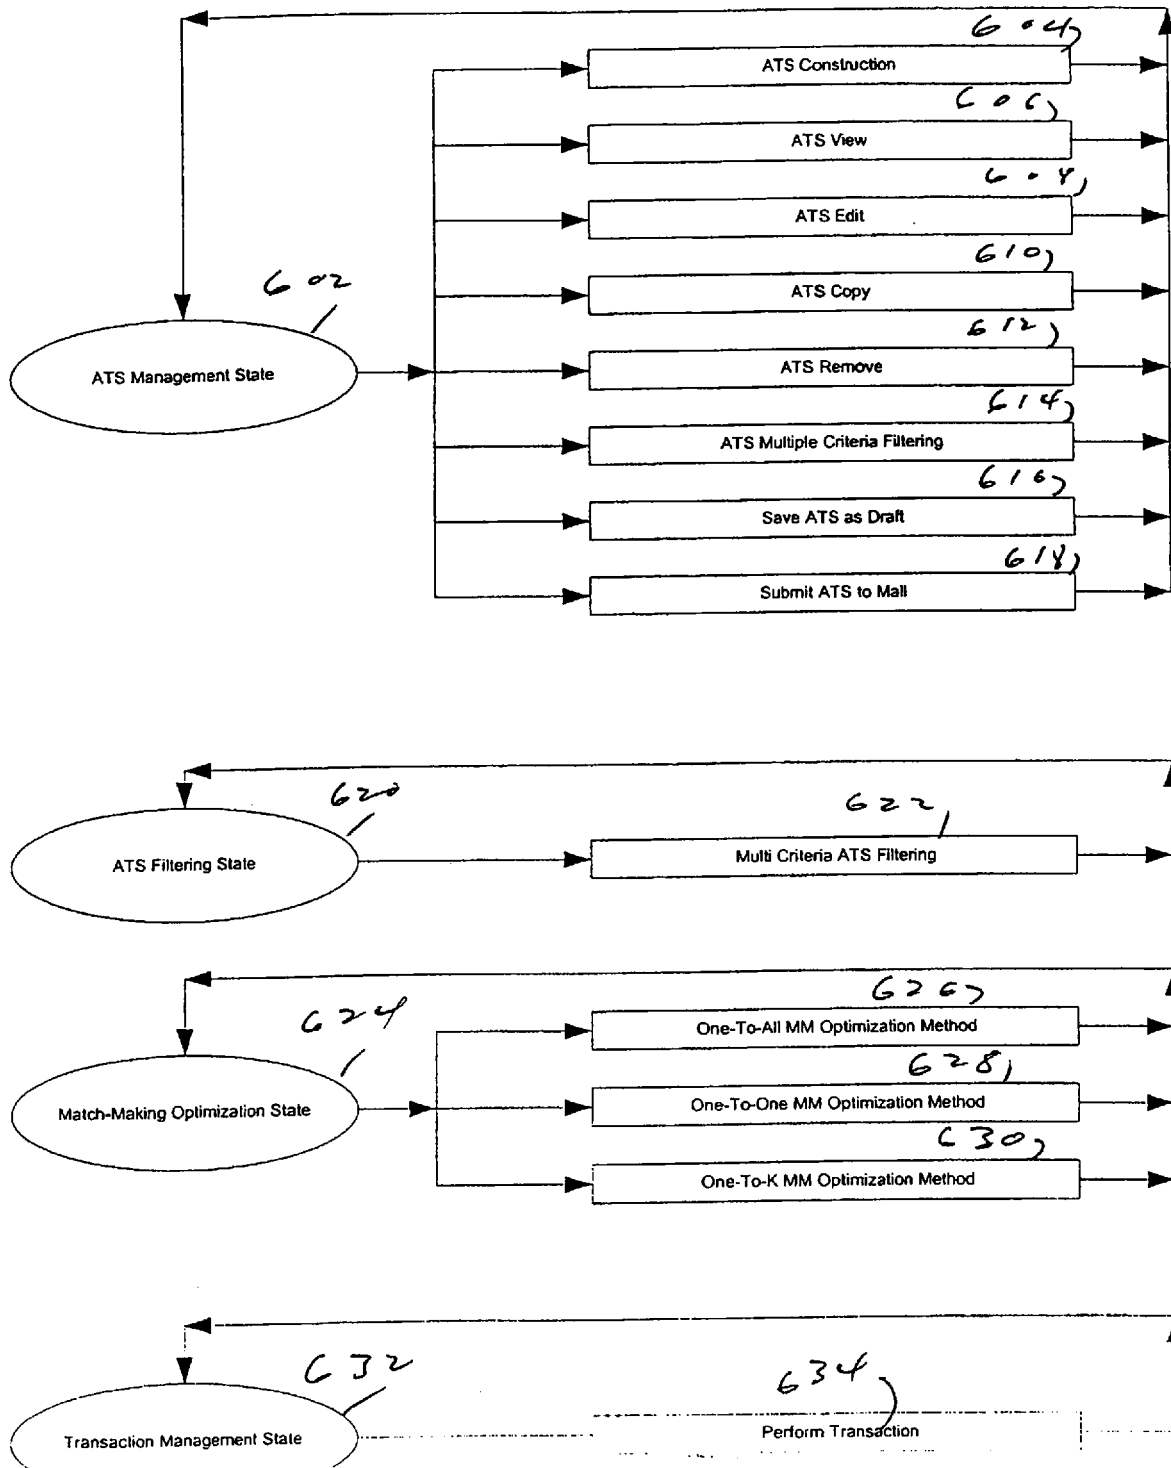 604
ATS Construction
606
ATS View
608
ATS Edit
610
ATS Copy
602
612
ATS Management State
ATS Remove
614
ATS Multiple Criteria Filtering
616
Save ATS as Draft
618
Submit ATS to Mall
620
622
ATS Filtering State
Multi Criteria ATS Filtering
626
624
One-To-All MM Optimization Method
628
Match-Making Optimization State
One-To-One MM Optimization Method
630
One-To-K MM Optimization Method
632
634
Transaction Management State
Perform Transaction